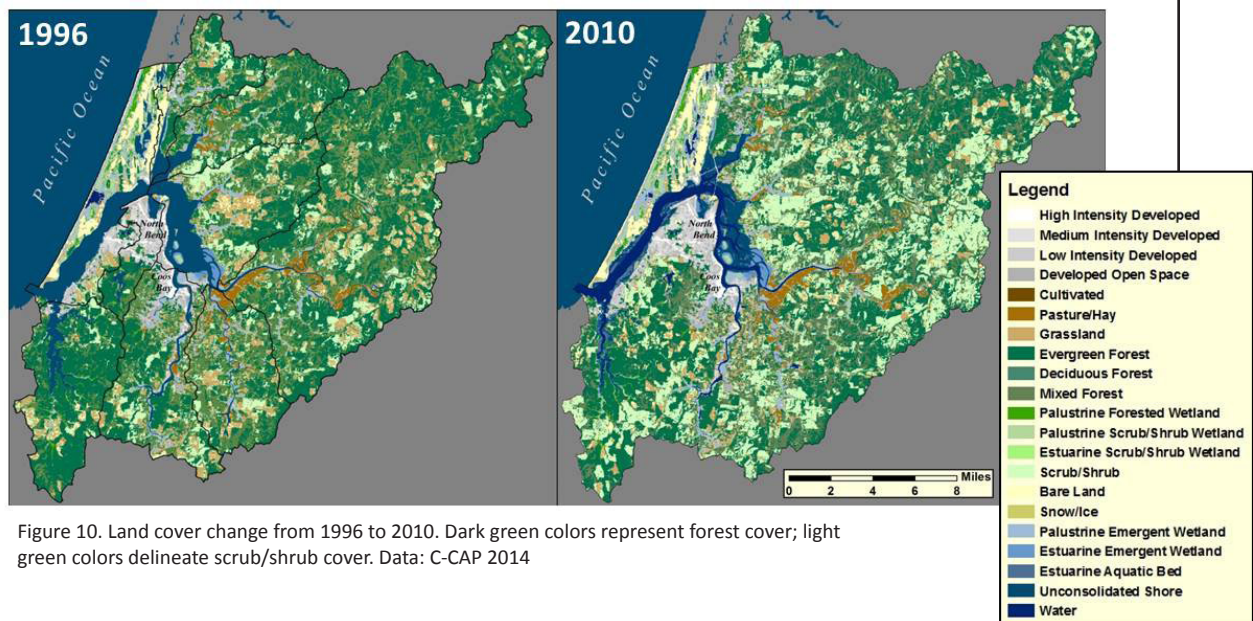 1996
Pacific Ocean
North
Bend
Coos
Bay
2010
Pacific Ocean
North
Bend
Coos
Bay
Miles
0 2 4 6 8
Legend
High Intensity Developed
Medium Intensity Developed
Low Intensity Developed
Developed Open Space
Cultivated
Pasture/Hay
Grassland
Evergreen Forest
Deciduous Forest
Mixed Forest
Palustrine Forested Wetland
Palustrine Scrub/Shrub Wetland
Estuarine Scrub/Shrub Wetland
Scrub/Shrub
Bare Land
Snow/Ice
Palustrine Emergent Wetland
Estuarine Emergent Wetland
Estuarine Aquatic Bed
Unconsolidated Shore
Water
Figure 10. Land cover change from 1996 to 2010. Dark green colors represent forest cover; light
green colors delineate scrub/shrub cover. Data: C-CAP 2014